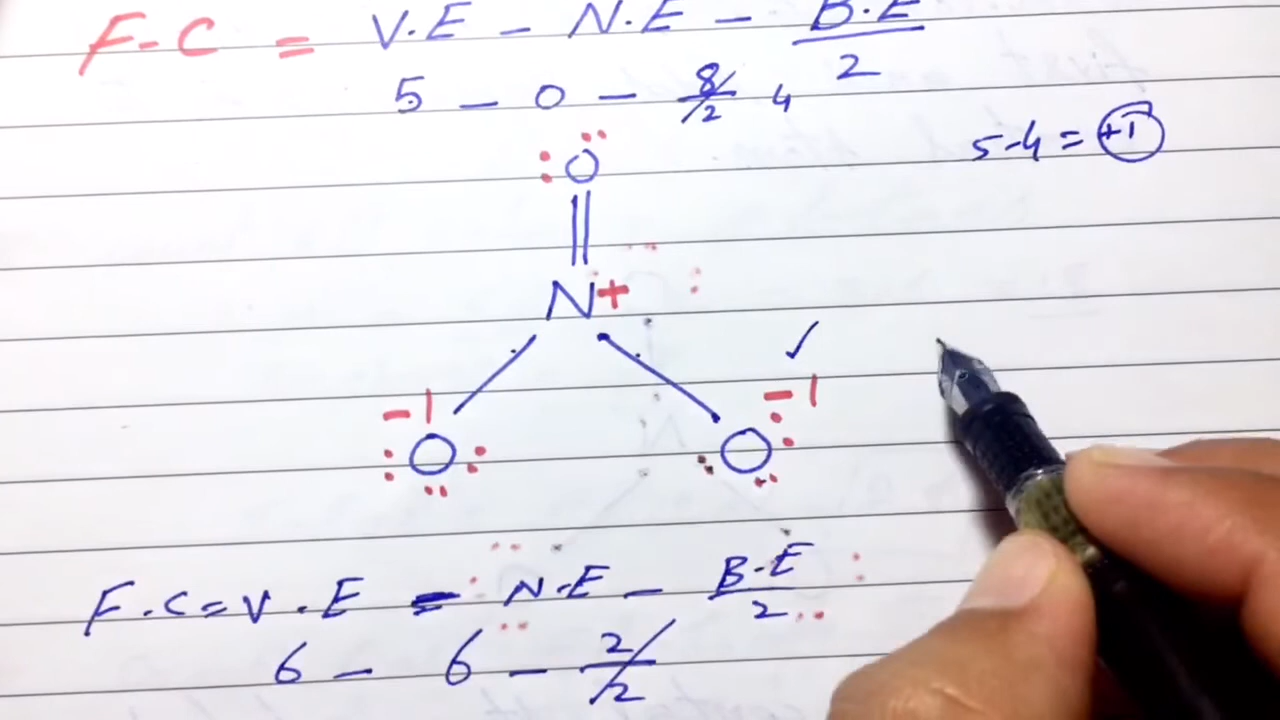 F-C = V.E - N.E - B.E/2
5 - 0 - 8/2 4
5-4 = +1
O
N+
-1 -1
O O
F.C = V.E - N.E - B.E/2
6 - 6 - 2/2